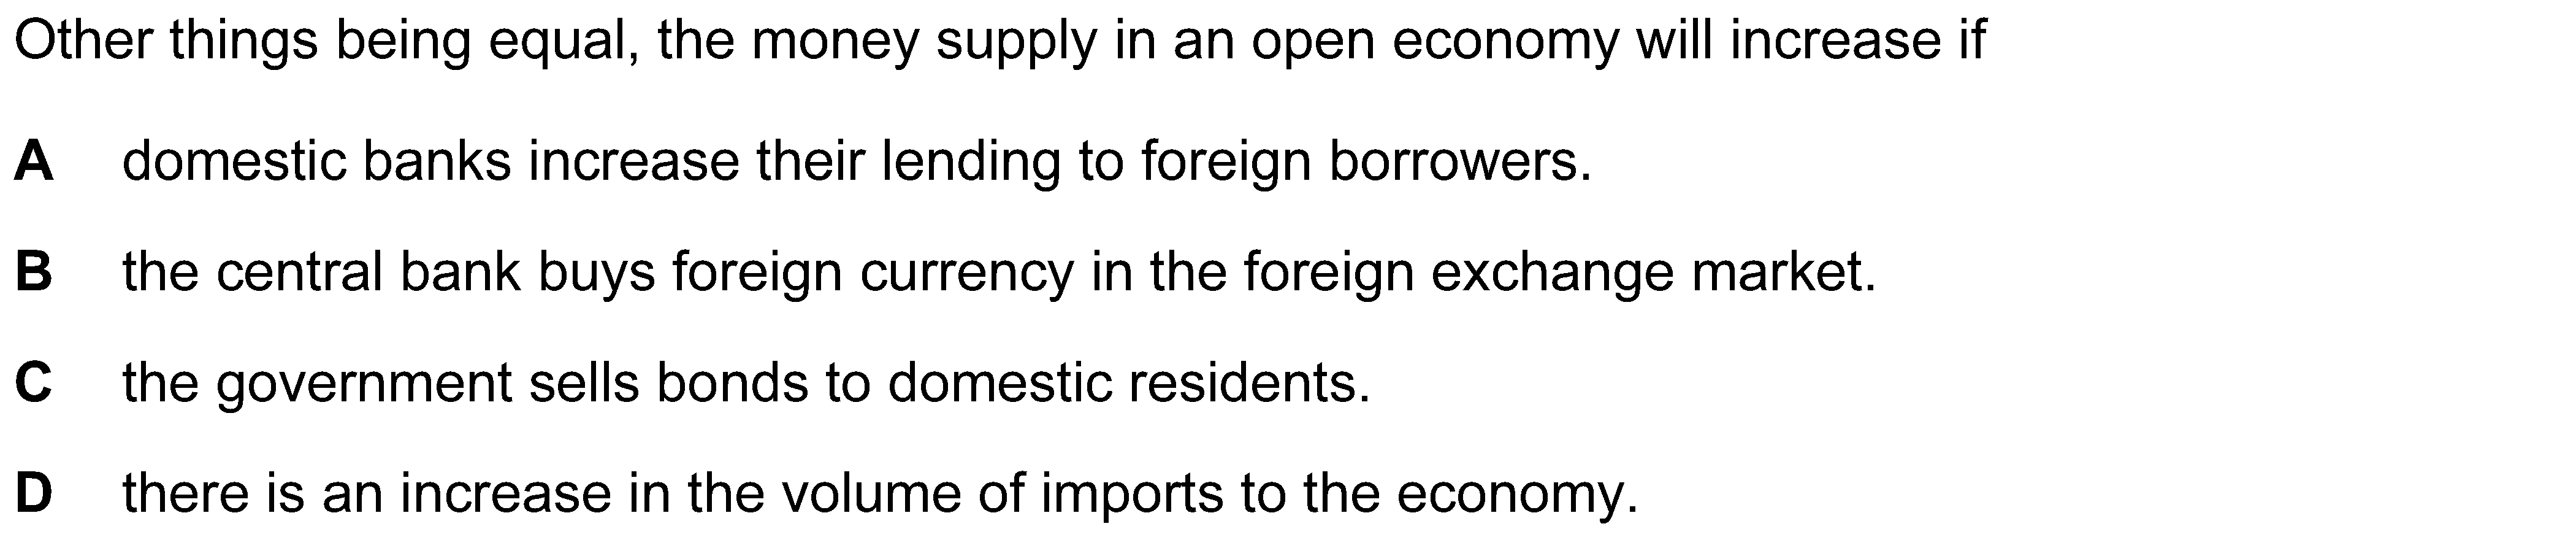 Other things being equal, the money supply in an open economy will increase if
A domestic banks increase their lending to foreign borrowers.
B the central bank buys foreign currency in the foreign exchange market.
C the government sells bonds to domestic residents.
D there is an increase in the volume of imports to the economy.